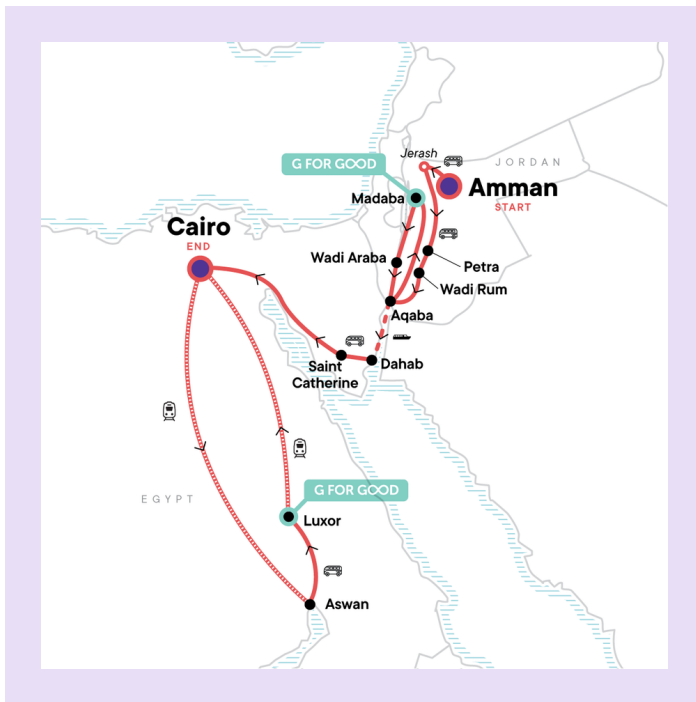 G FOR GOOD
Jerash
JORDAN
Amman
START
Madaba
Cairo
END
Wadi Araba
Petra
Wadi Rum
Aqaba
Saint
Catherine
Dahab
G FOR GOOD
EGYPT
Luxor
Aswan